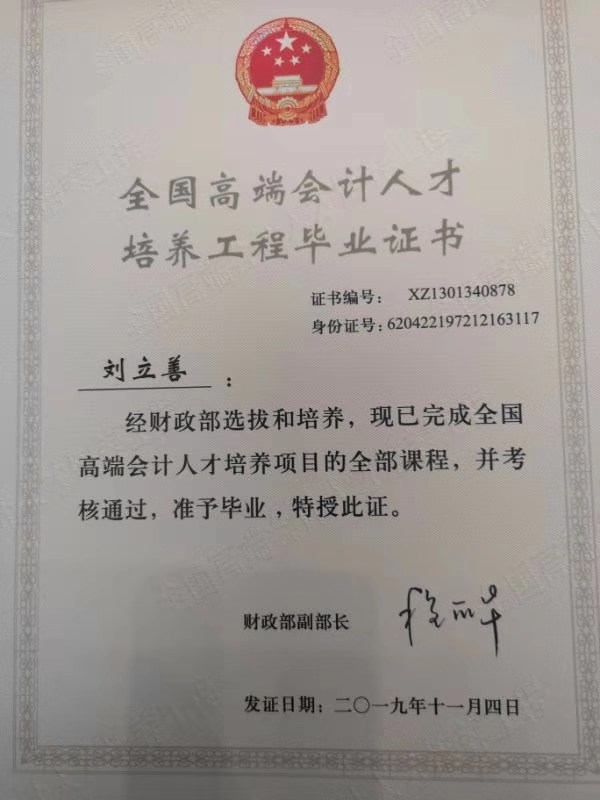 全国高端会计人才
培养工程毕业证书
证书编号： XZ1301340878
身份证号：620422197212163117
刘立善：
经财政部选拔和培养，现已完成全国
高端会计人才培养项目的全部课程，并考
核通过，准予毕业，特授此证。
财政部副部长 程丽华
发证日期：二〇一九年十一月四日